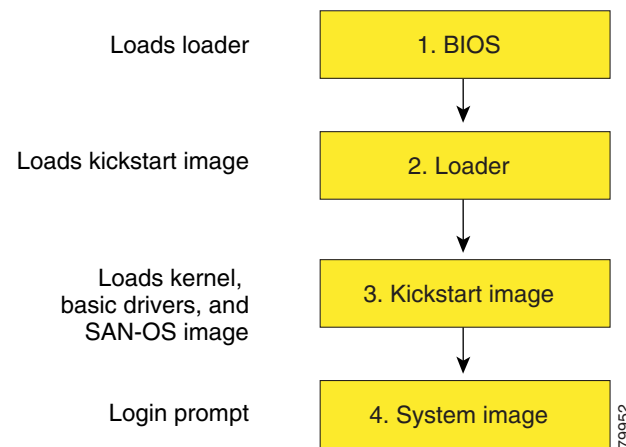 Loads loader
1. BIOS
Loads kickstart image
2. Loader
Loads kernel,
basic drivers, and
SAN-OS image
3. Kickstart image
Login prompt
4. System image
79952